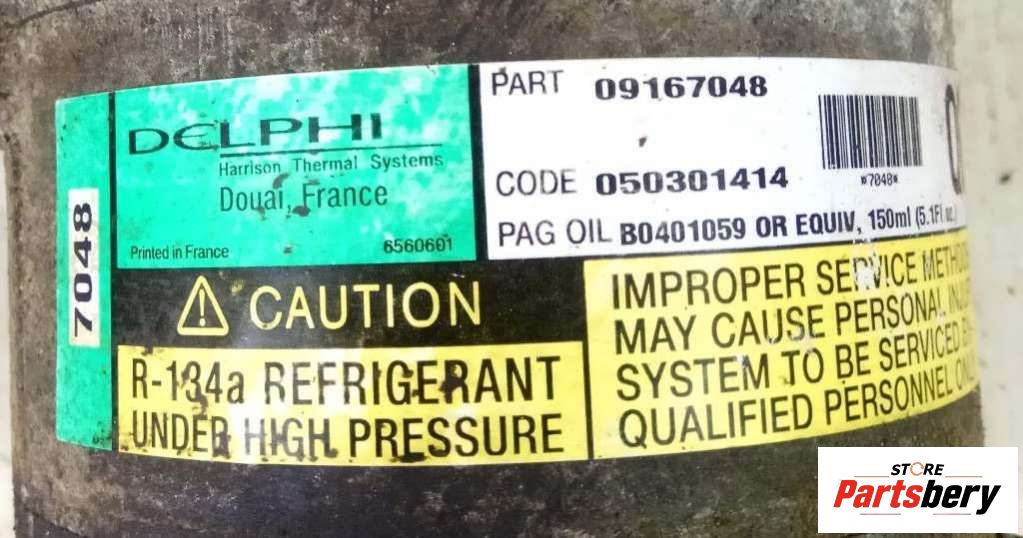 7048
DELPHI
Harrison Thermal Systems
Douai, France
Printed in France 6560601
PART 09167048
*7048*
CODE 050301414
PAG OIL B0401059 OR EQUIV, 150ml (5.1Fl oz.)
CAUTION
R-134a REFRIGERANT
UNDER HIGH PRESSURE
IMPROPER SERVICE METHODS
MAY CAUSE PERSONAL
SYSTEM TO BE SERVICED
QUALIFIED PERSONNEL ONLY
STORE
Partsbery